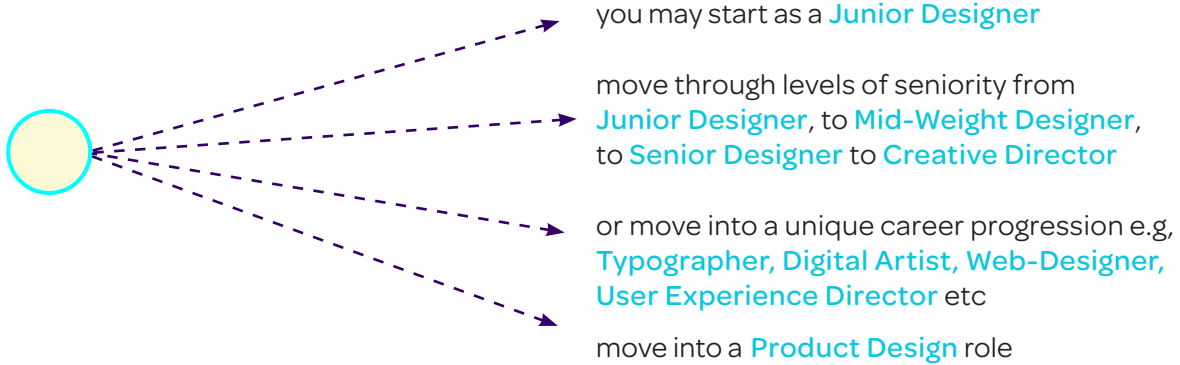 you may start as a Junior Designer
move through levels of seniority from
Junior Designer, to Mid-Weight Designer,
to Senior Designer to Creative Director
or move into a unique career progression e.g,
Typographer, Digital Artist, Web-Designer,
User Experience Director etc
move into a Product Design role